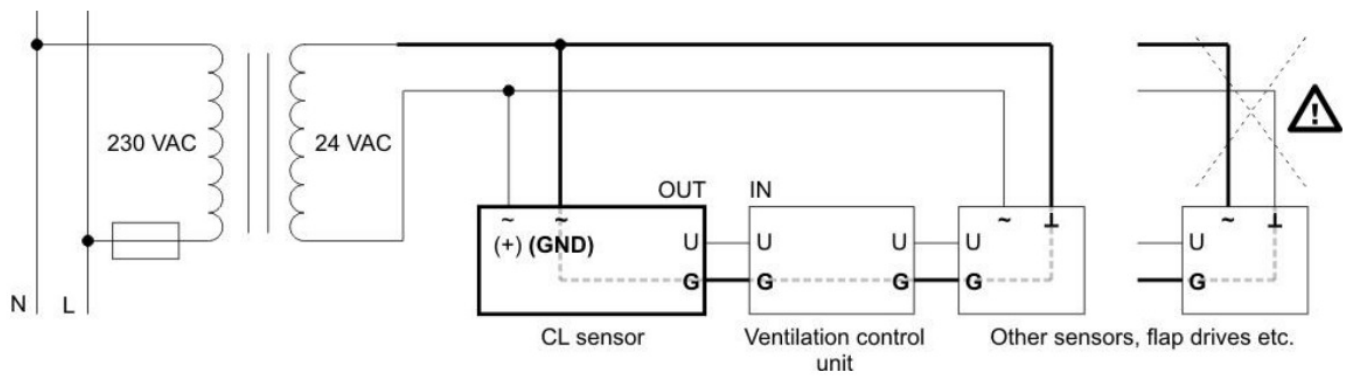 230 VAC
24 VAC
!
OUT
IN
~
~
~
⊥
~
⊥
(+) (GND)
U
U
U
U
U
G
G
G
G
G
N
L
CL sensor
Ventilation control
unit
Other sensors, flap drives etc.